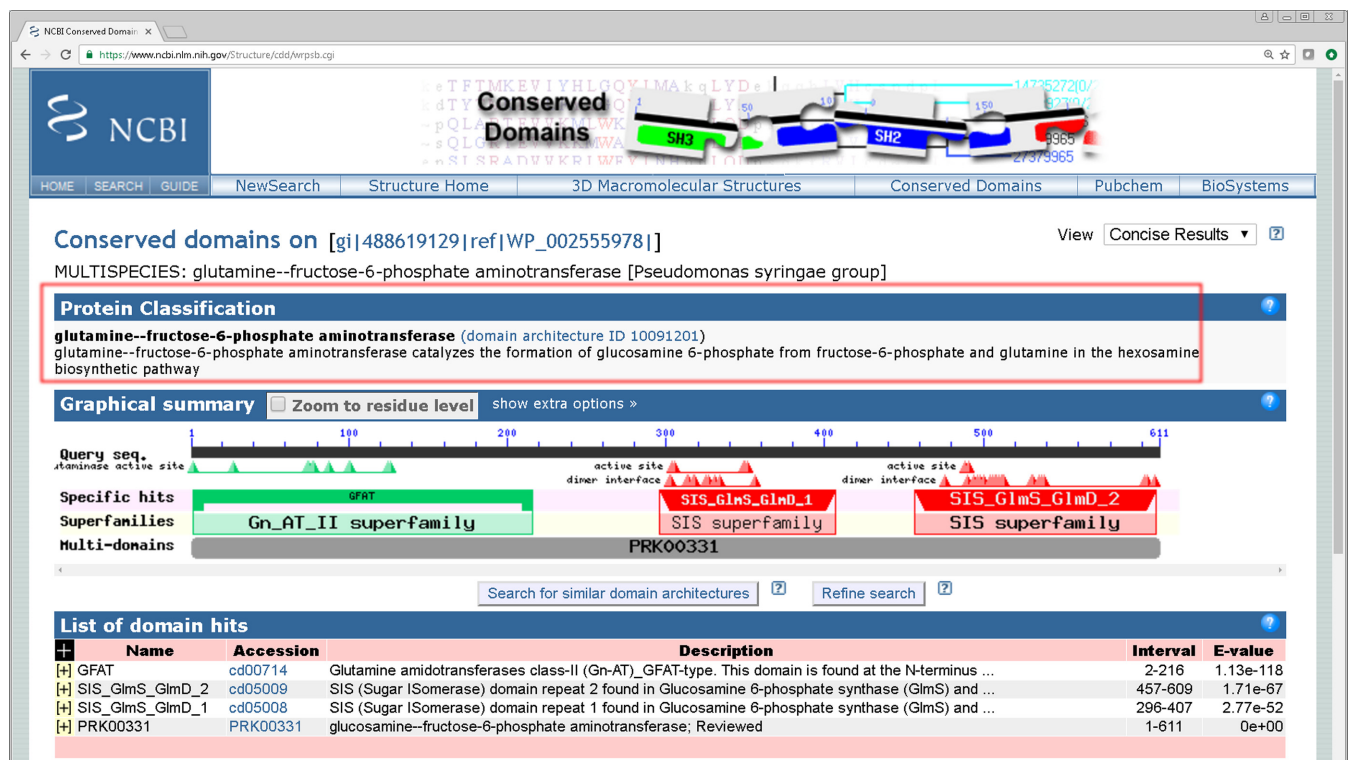 NCBI Conserved Domain
https://www.ncbi.nlm.nih.gov/Structure/cdd/wrpsb.cgi
NCBI
Conserved
Domains
SH3
SH2
HOME SEARCH GUIDE NewSearch Structure Home 3D Macromolecular Structures Conserved Domains Pubchem BioSystems
Conserved domains on [gi|488619129|ref|WP_002555978|]
View Concise Results
MULTISPECIES: glutamine--fructose-6-phosphate aminotransferase [Pseudomonas syringae group]
Protein Classification
glutamine--fructose-6-phosphate aminotransferase (domain architecture ID 10091201)
glutamine--fructose-6-phosphate aminotransferase catalyzes the formation of glucosamine 6-phosphate from fructose-6-phosphate and glutamine in the hexosamine
biosynthetic pathway
Graphical summary Zoom to residue level show extra options »
1 100 200 300 400 500 611
Query seq.
utaminase active site active site active site
dimer interface dimer interface
Specific hits GFAT SIS_GlmS_GlmD_1 SIS_GlmS_GlmD_2
Superfamilies Gn_AT_II superfamily SIS superfamily SIS superfamily
Multi-domains PRK00331
Search for similar domain architectures Refine search
List of domain hits
Name Accession Description Interval E-value
[+] GFAT cd00714 Glutamine amidotransferases class-II (Gn-AT)_GFAT-type. This domain is found at the N-terminus ... 2-216 1.13e-118
[+] SIS_GlmS_GlmD_2 cd05009 SIS (Sugar ISomerase) domain repeat 2 found in Glucosamine 6-phosphate synthase (GlmS) and ... 457-609 1.71e-67
[+] SIS_GlmS_GlmD_1 cd05008 SIS (Sugar ISomerase) domain repeat 1 found in Glucosamine 6-phosphate synthase (GlmS) and ... 296-407 2.77e-52
[+] PRK00331 PRK00331 glucosamine--fructose-6-phosphate aminotransferase; Reviewed 1-611 0e+00